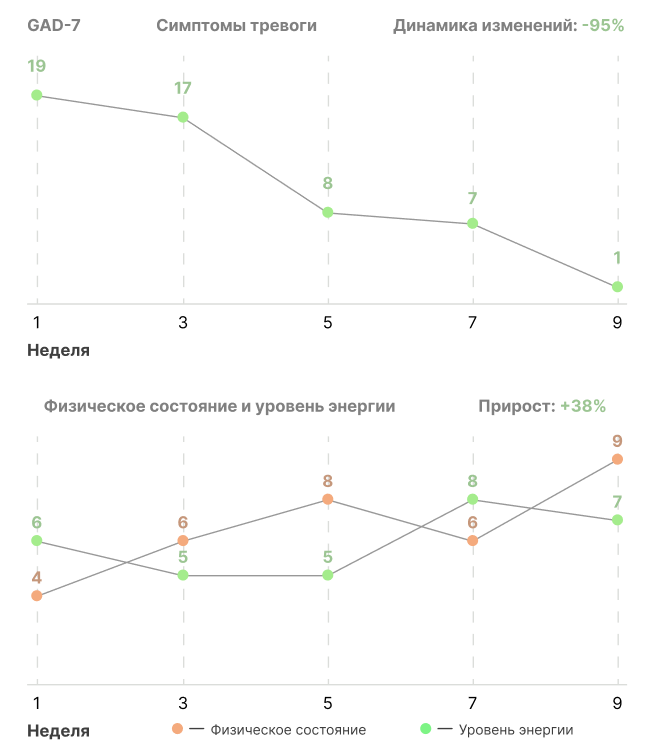 GAD-7 Симптомы тревоги Динамика изменений: -95%
19
17
8
7
1
1 3 5 7 9
Неделя
Физическое состояние и уровень энергии Прирост: +38%
9
8 8
7
6 6 6
5 5
4
1 3 5 7 9
Неделя — Физическое состояние — Уровень энергии